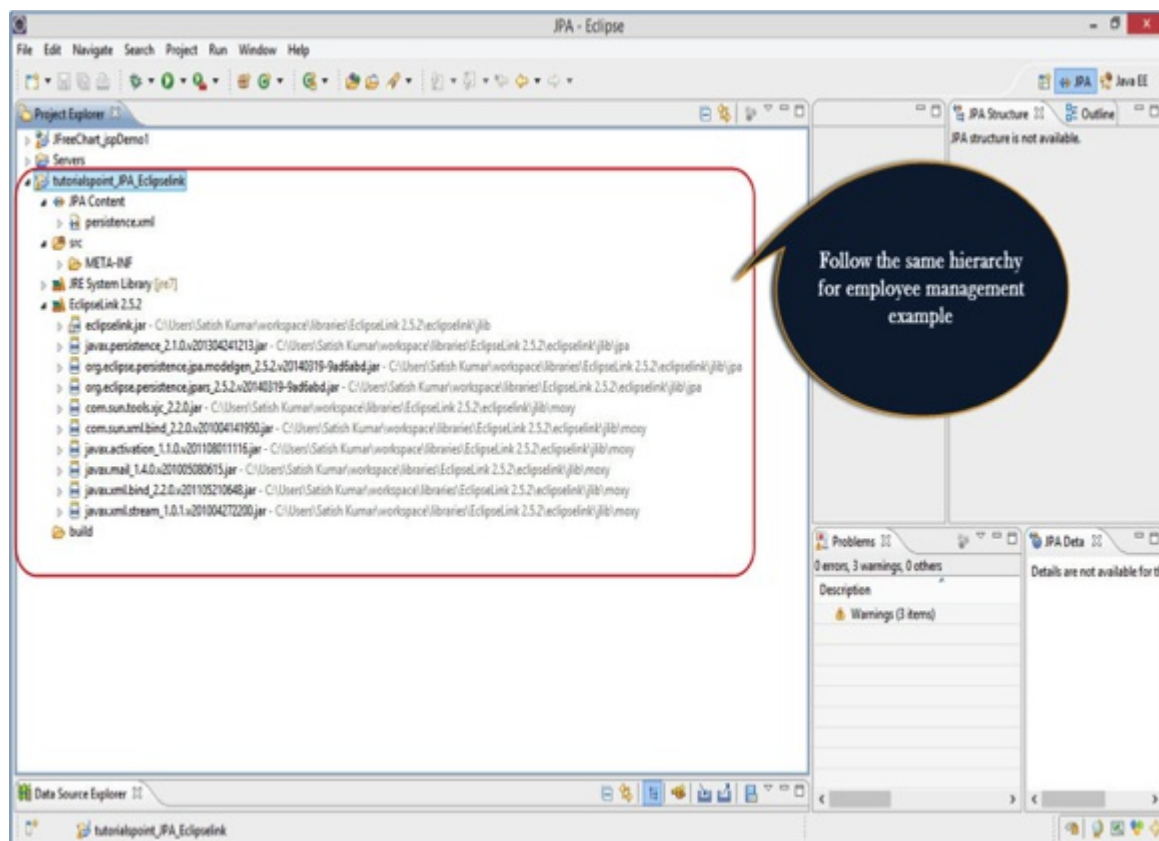 JPA - Eclipse
File Edit Navigate Search Project Run Window Help
JPA Java EE
Project Explorer
JFreeChart_jspDemo1
Servers
tutorialspoint_JPA_Eclipselink
JPA Content
persistence.xml
src
META-INF
JRE System Library [jre7]
EclipseLink 2.5.2
eclipselink.jar - C:\Users\Satish Kumar\workspace\libraries\EclipseLink 2.5.2\eclipselink\jlib
javax.persistence_2.1.0.v201304241213.jar - C:\Users\Satish Kumar\workspace\libraries\EclipseLink 2.5.2\eclipselink\jlib\jpa
org.eclipse.persistence.jpa.modelgen_2.5.2.v20140319-9ad6abd.jar - C:\Users\Satish Kumar\workspace\libraries\EclipseLink 2.5.2\eclipselink\jlib\jpa
org.eclipse.persistence.jpars_2.5.2.v20140319-9ad6abd.jar - C:\Users\Satish Kumar\workspace\libraries\EclipseLink 2.5.2\eclipselink\jlib\jpa
com.sun.tools.xjc_2.2.0.jar - C:\Users\Satish Kumar\workspace\libraries\EclipseLink 2.5.2\eclipselink\jlib\moxy
com.sun.xml.bind_2.2.0.v201004141950.jar - C:\Users\Satish Kumar\workspace\libraries\EclipseLink 2.5.2\eclipselink\jlib\moxy
javax.activation_1.1.0.v201108011116.jar - C:\Users\Satish Kumar\workspace\libraries\EclipseLink 2.5.2\eclipselink\jlib\moxy
javax.mail_1.4.0.v201005080615.jar - C:\Users\Satish Kumar\workspace\libraries\EclipseLink 2.5.2\eclipselink\jlib\moxy
javax.xml.bind_2.2.0.v201105210648.jar - C:\Users\Satish Kumar\workspace\libraries\EclipseLink 2.5.2\eclipselink\jlib\moxy
javax.xml.stream_1.0.1.v201004272200.jar - C:\Users\Satish Kumar\workspace\libraries\EclipseLink 2.5.2\eclipselink\jlib\moxy
build
JPA Structure Outline
JPA structure is not available.
Follow the same hierarchy
for employee management
example
Problems
0 errors, 3 warnings, 0 others
Description
Warnings (3 items)
JPA Deta
Details are not available for th
Data Source Explorer
tutorialspoint_JPA_Eclipselink